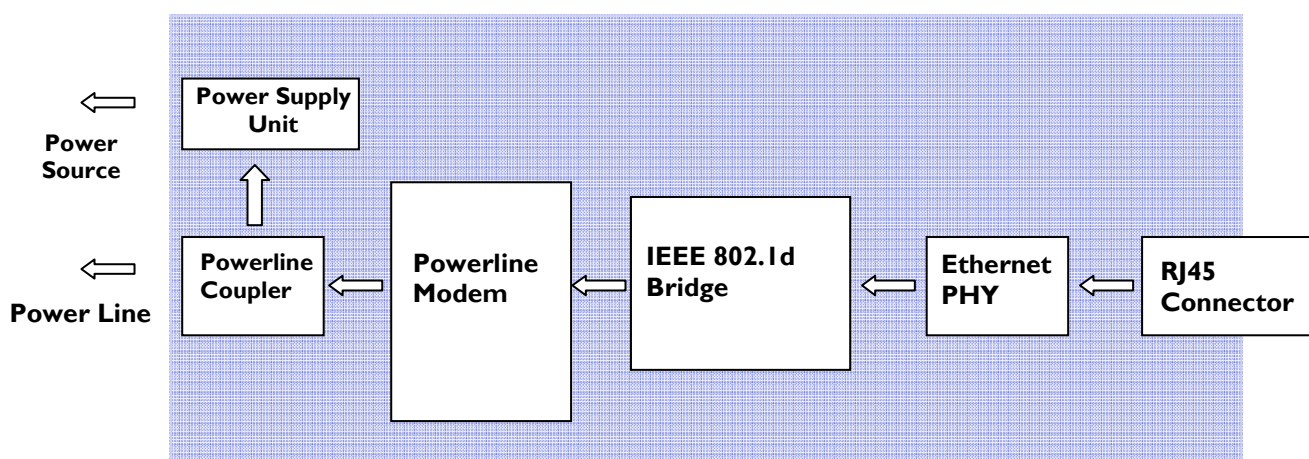 Power Supply
Unit
Power
Source
Powerline
Coupler
Power Line
Powerline
Modem
IEEE 802.1d
Bridge
Ethernet
PHY
RJ45
Connector